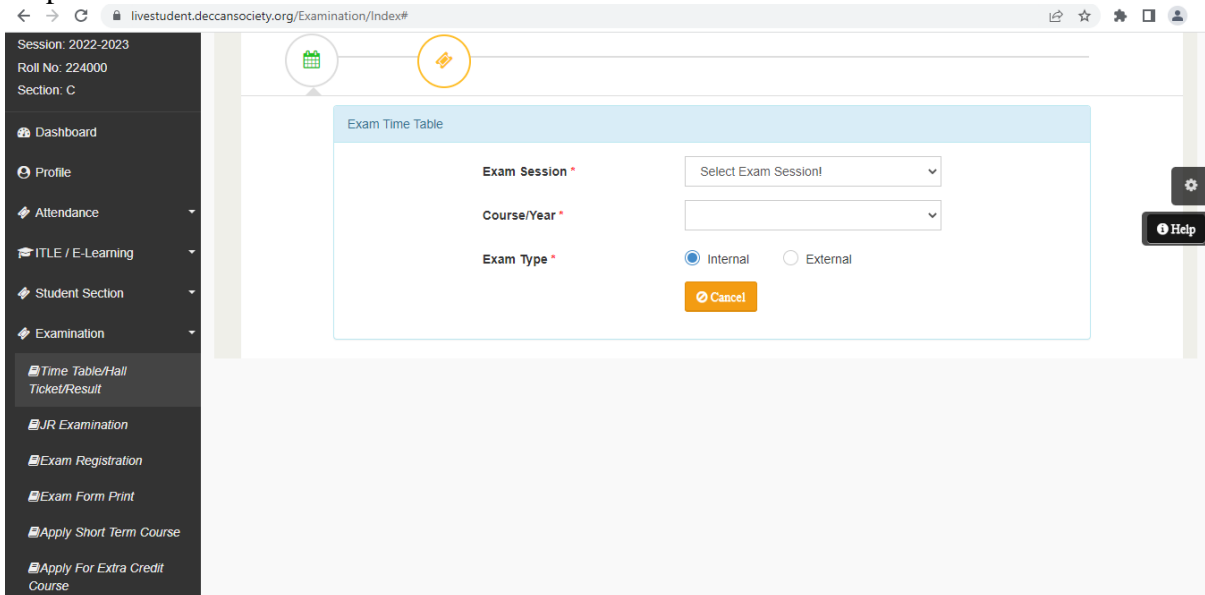 livestudent.deccansociety.org/Examination/Index#
Session: 2022-2023
Roll No: 224000
Section: C
Dashboard
Profile
Attendance
ITLE / E-Learning
Student Section
Examination
Time Table/Hall
Ticket/Result
JR Examination
Exam Registration
Exam Form Print
Apply Short Term Course
Apply For Extra Credit
Course
Exam Time Table
Exam Session *
Select Exam Session!
Course/Year *
Exam Type *
Internal
External
Cancel
Help